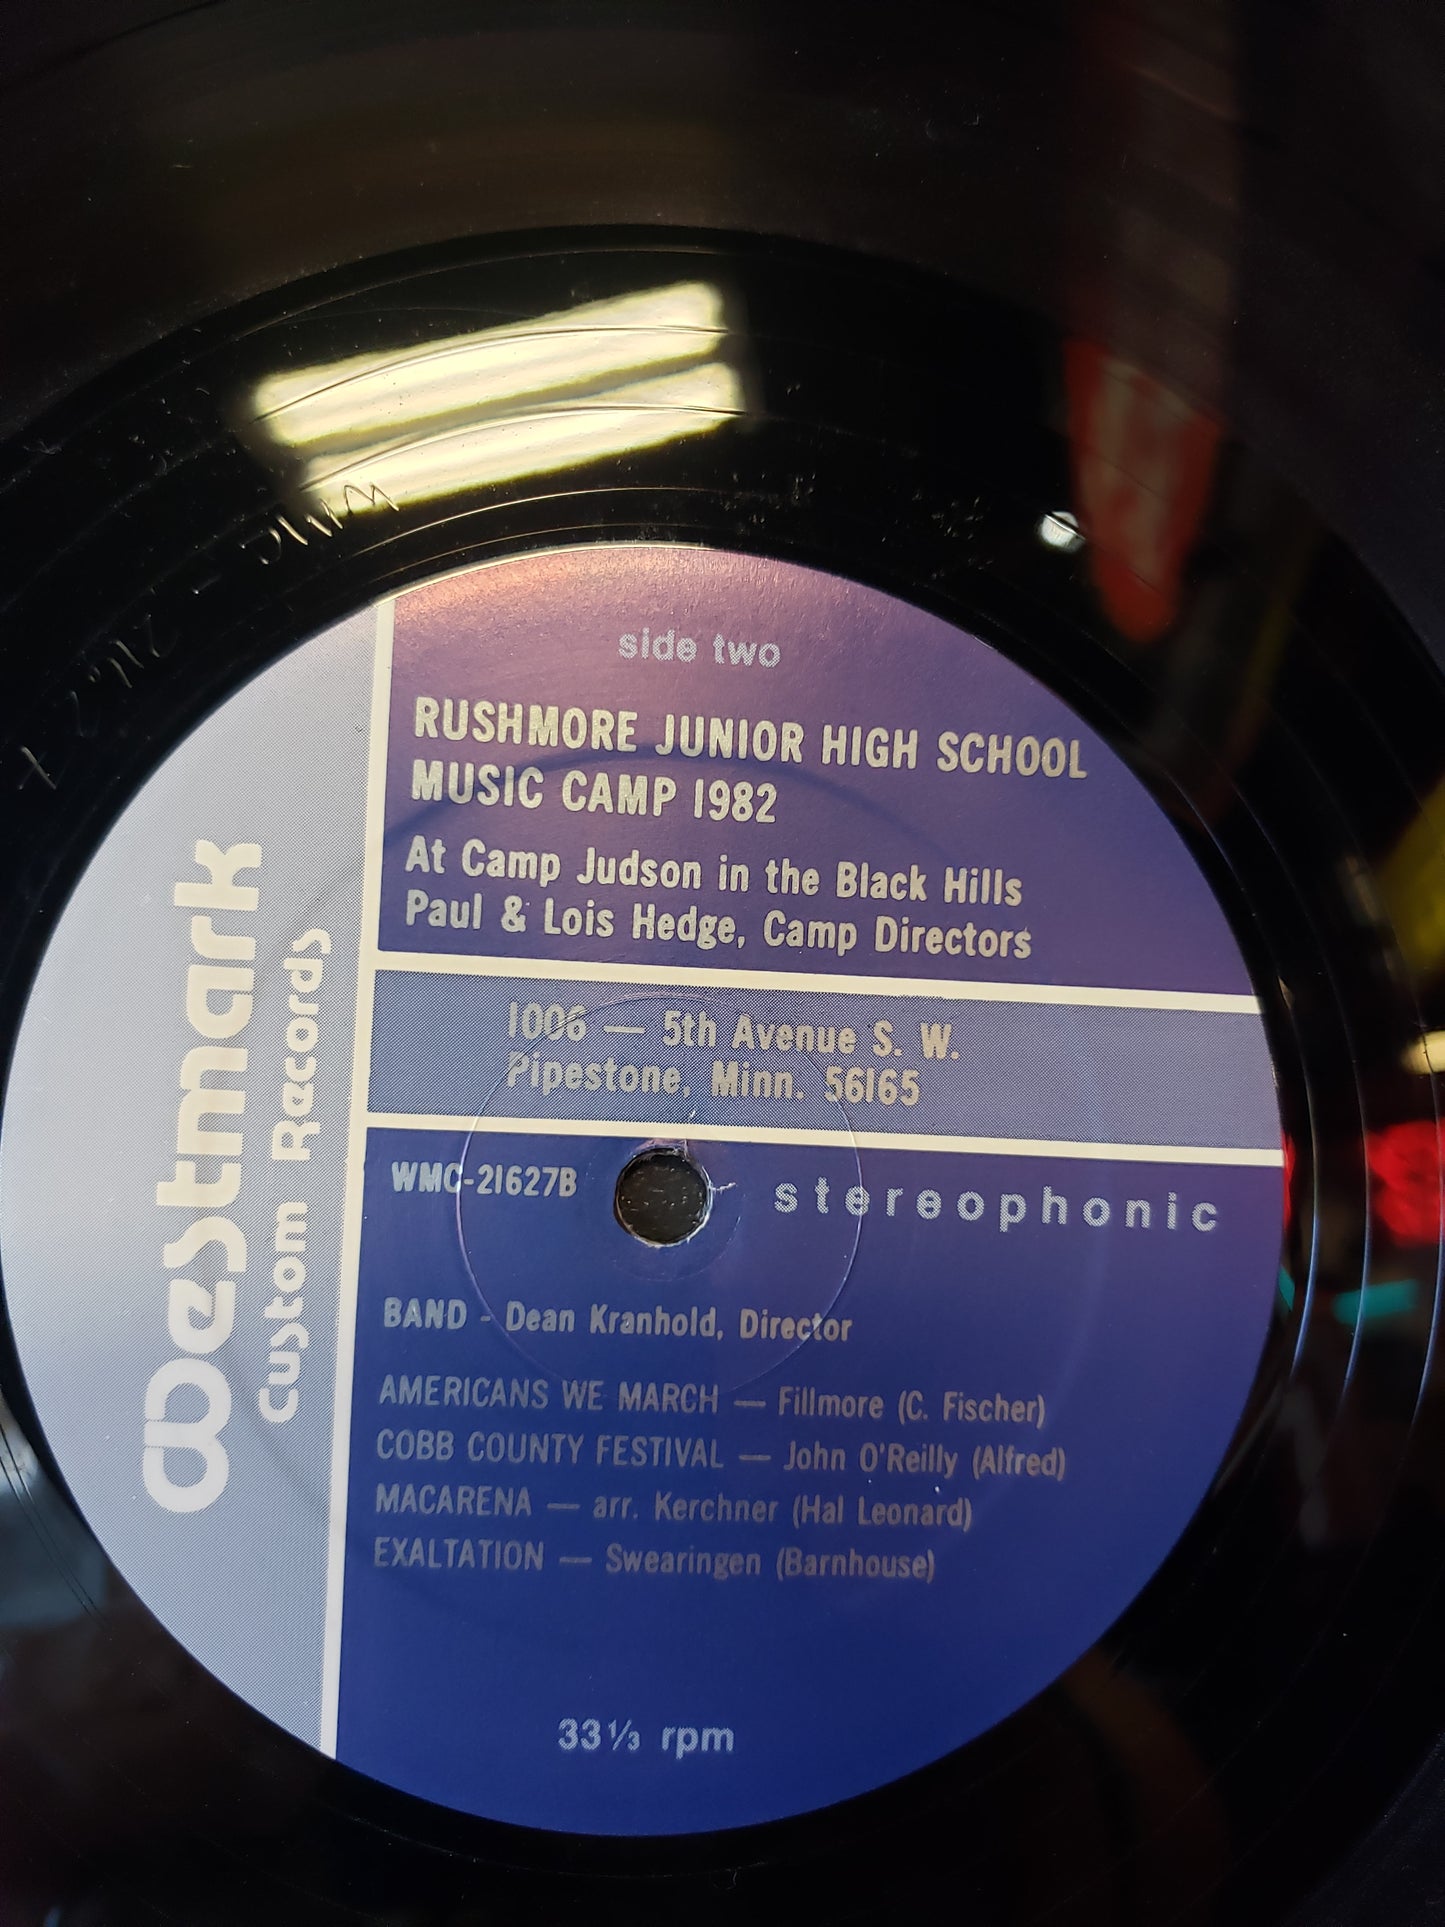 side two
RUSHMORE JUNIOR HIGH SCHOOL
MUSIC CAMP 1982
At Camp Judson in the Black Hills
Paul & Lois Hedge, Camp Directors
1006 — 5th Avenue S. W.
Pipestone, Minn. 56165
WMC-21627B
stereophonic
BAND - Dean Kranhold, Director
AMERICANS WE MARCH — Fillmore (C. Fischer)
COBB COUNTY FESTIVAL — John O'Reilly (Alfred)
MACARENA — arr. Kerchner (Hal Leonard)
EXALTATION — Swearingen (Barnhouse)
33⅓ rpm
Westmark
Custom Records